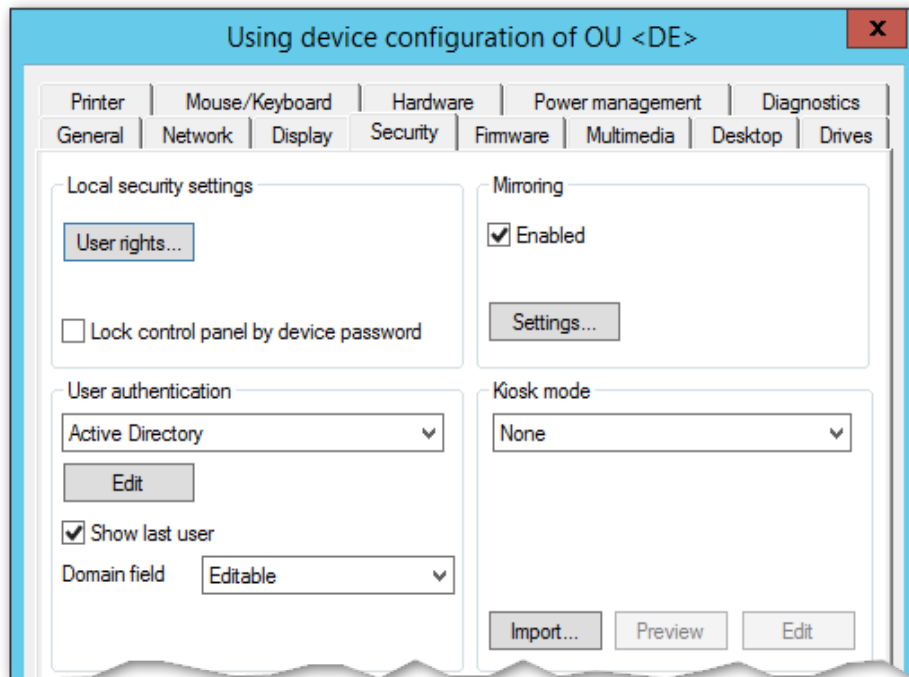 Using device configuration of OU <DE>
x
Printer Mouse/Keyboard Hardware Power management Diagnostics
General Network Display Security Firmware Multimedia Desktop Drives
Local security settings
User rights...
Lock control panel by device password
Mirroring
Enabled
Settings...
User authentication
Active Directory
Edit
Show last user
Domain field Editable
Kiosk mode
None
Import... Preview Edit